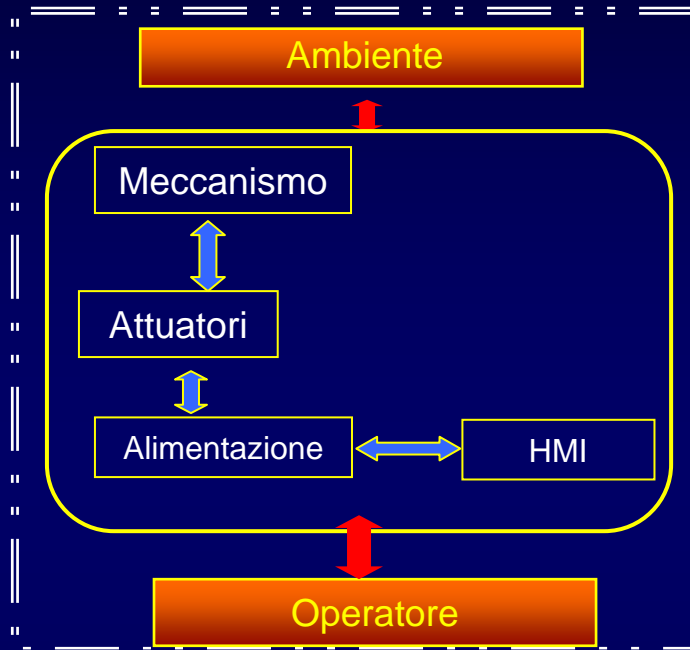 Ambiente
Meccanismo
Attuatori
Alimentazione
HMI
Operatore